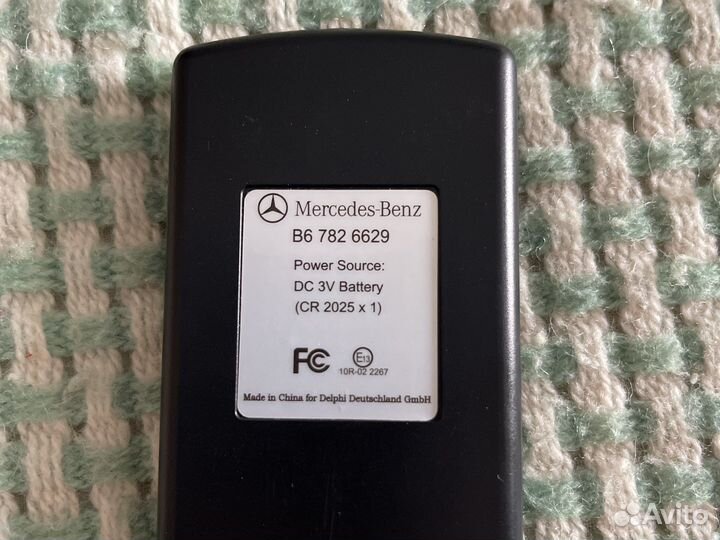 Mercedes-Benz
B6 782 6629
Power Source:
DC 3V Battery
(CR 2025 x 1)
FC E13
10R-02 2267
Made in China for Delphi Deutschland GmbH
Avito